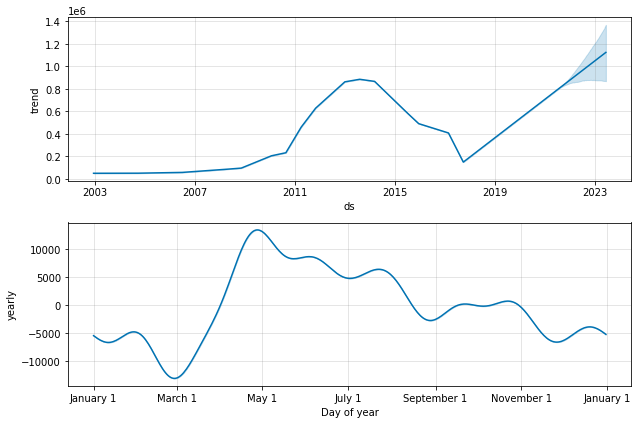 1e6
1.4
1.2
1.0
0.8
0.6
0.4
0.2
0.0
trend
2003 2007 2011 2015 2019 2023
ds
10000
5000
0
−5000
−10000
yearly
January 1 March 1 May 1 July 1 September 1 November 1 January 1
Day of year